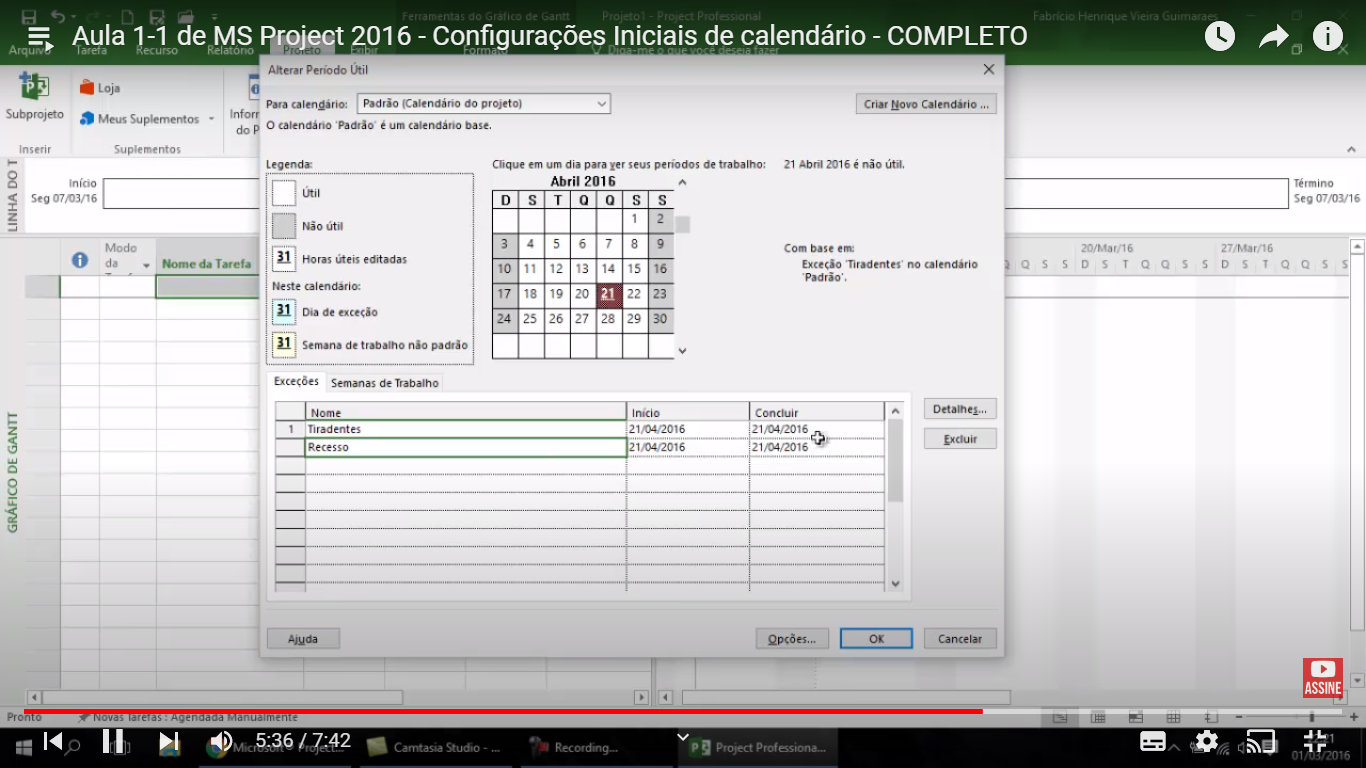 Ferramentas do Gráfico de Gantt Projeto1 - Project Professional Fabrício Henrique Vieira Guimaraes
Aula 1-1 de MS Project 2016 - Configurações Iniciais de calendário - COMPLETO
Arquivo Tarefa Recurso Relatório Projeto Exibir Formato Diga-me o que você deseja fazer
Alterar Período Útil
Subprojeto
Loja
Meus Suplementos
Inserir
Suplementos
Para calendário: Padrão (Calendário do projeto)
Criar Novo Calendário ...
O calendário 'Padrão' é um calendário base.
Legenda:
Útil
Não útil
31 Horas úteis editadas
Neste calendário:
31 Dia de exceção
31 Semana de trabalho não padrão
Clique em um dia para ver seus períodos de trabalho:
Abril 2016
D S T Q Q S S
1 2
3 4 5 6 7 8 9
10 11 12 13 14 15 16
17 18 19 20 21 22 23
24 25 26 27 28 29 30
21 Abril 2016 é não útil.
Com base em:
Exceção 'Tiradentes' no calendário
'Padrão'.
LINHA DO T
Início
Seg 07/03/16
Término
Seg 07/03/16
Modo
da
Nome da Tarefa
20/Mar/16 27/Mar/16
Q Q S S D S T Q Q S S D S T Q Q S S
GRÁFICO DE GANTT
Exceções Semanas de Trabalho
Nome Início Concluir
1 Tiradentes 21/04/2016 21/04/2016
Recesso 21/04/2016 21/04/2016
Detalhes...
Excluir
Ajuda
Opções...
OK
Cancelar
ASSINE
Pronto Novas Tarefas : Agendada Manualmente
5:36 / 7:42
Microsoft - Project...
Camtasia Studio - ...
Recording...
Project Professiona...
22:21
01/03/2016